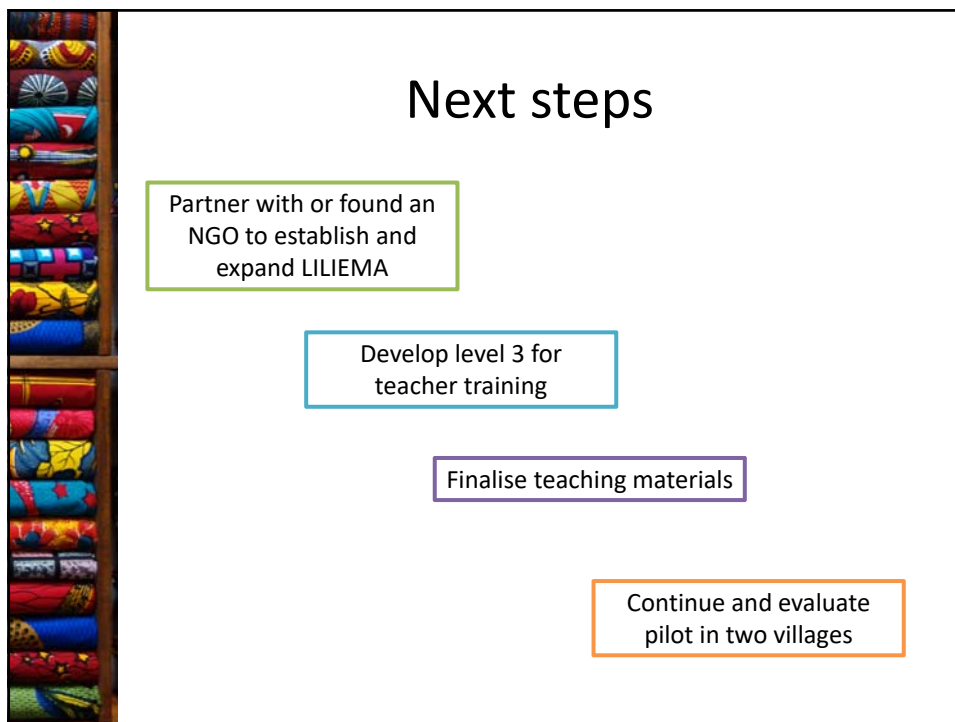 Next steps
Partner with or found an
NGO to establish and
expand LILIEMA
Develop level 3 for
teacher training
Finalise teaching materials
Continue and evaluate
pilot in two villages